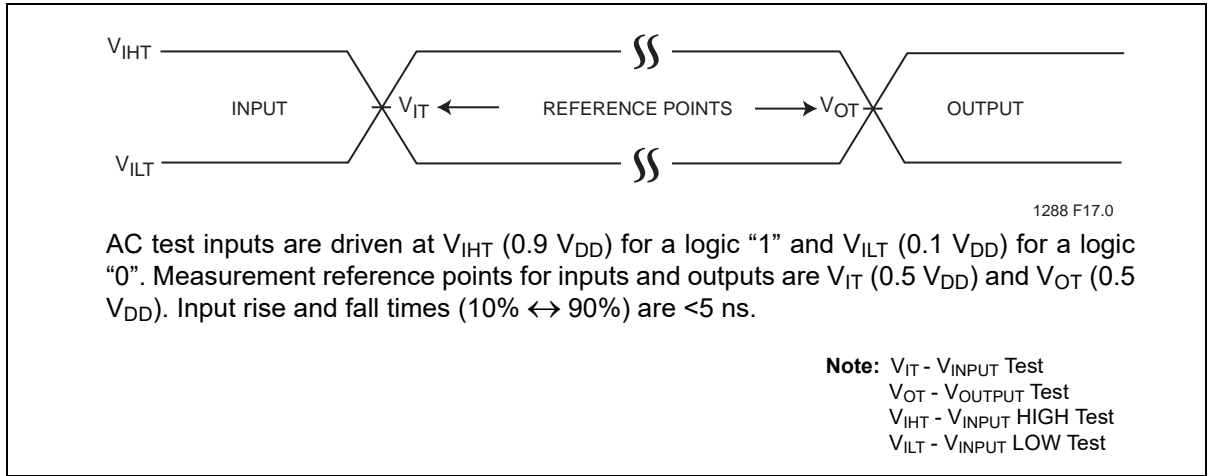 VIHT
INPUT VIT REFERENCE POINTS VOT OUTPUT
VILT
1288 F17.0
AC test inputs are driven at VIHT (0.9 VDD) for a logic “1” and VILT (0.1 VDD) for a logic
“0”. Measurement reference points for inputs and outputs are VIT (0.5 VDD) and VOT (0.5
VDD). Input rise and fall times (10% ↔ 90%) are <5 ns.
Note: VIT - VINPUT Test
VOT - VOUTPUT Test
VIHT - VINPUT HIGH Test
VILT - VINPUT LOW Test